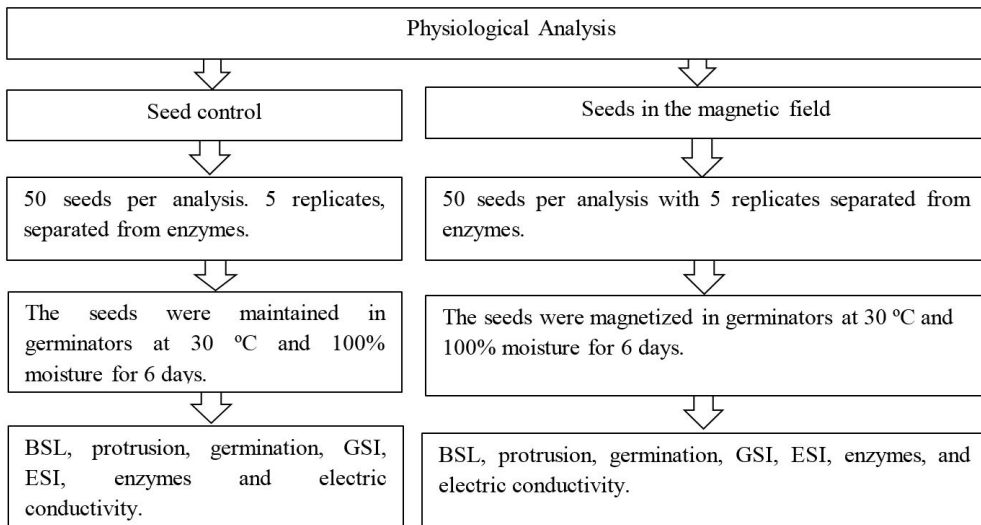 Physiological Analysis
Seed control
Seeds in the magnetic field
50 seeds per analysis. 5 replicates,
separated from enzymes.
50 seeds per analysis with 5 replicates separated from
enzymes.
The seeds were maintained in
germinators at 30 ºC and 100%
moisture for 6 days.
The seeds were magnetized in germinators at 30 ºC and
100% moisture for 6 days.
BSL, protrusion, germination, GSI,
ESI, enzymes and electric
conductivity.
BSL, protrusion, germination, GSI, ESI, enzymes, and
electric conductivity.